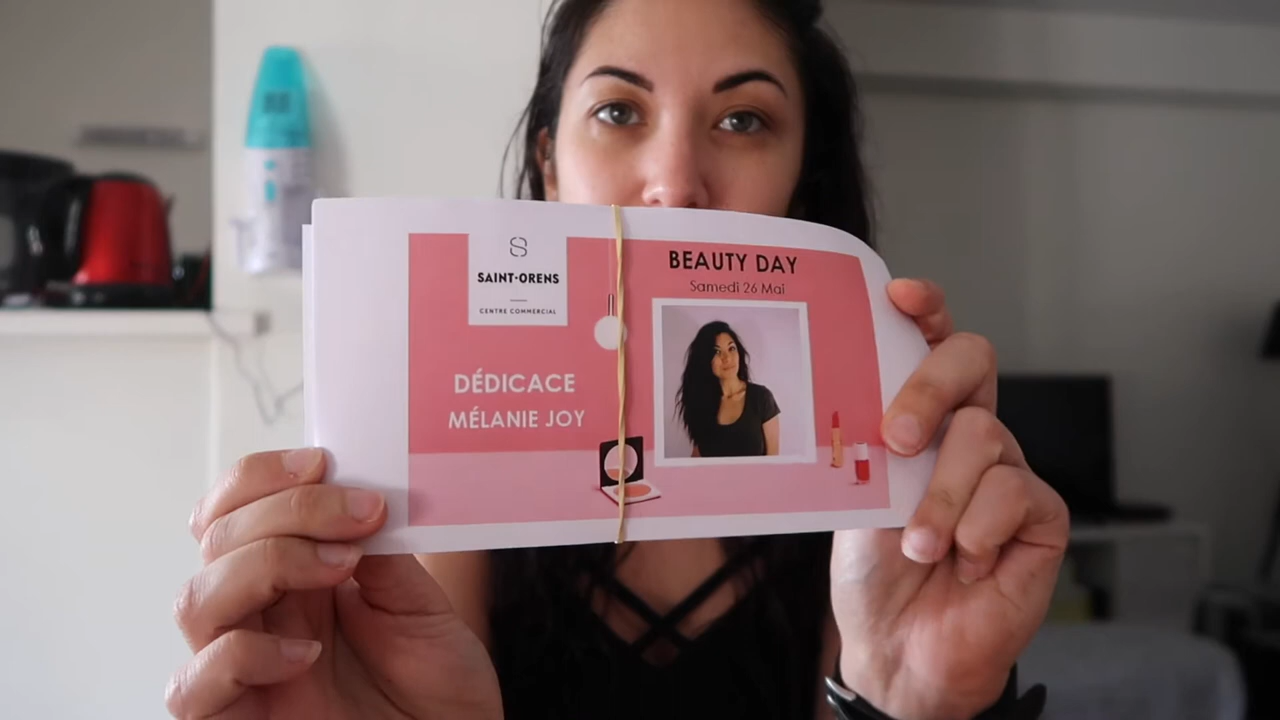 SAINT·ORENS
CENTRE COMMERCIAL
DÉDICACE
MÉLANIE JOY
BEAUTY DAY
Samedi 26 Mai